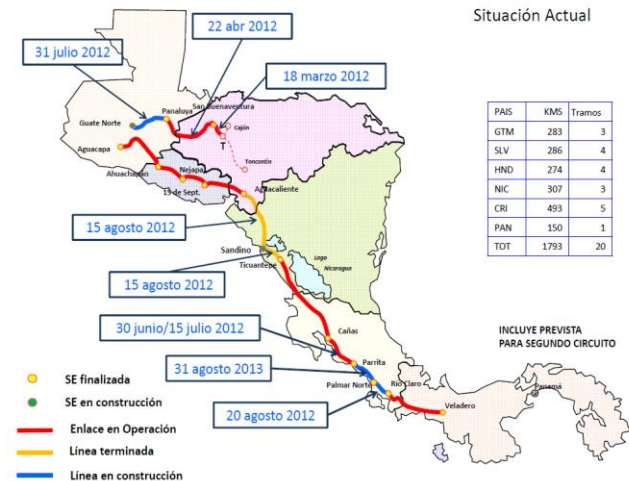 Situación Actual
22 abr 2012
31 julio 2012
18 marzo 2012
Panaluya
San Buenaventura
Guate Norte
Cajón
T
Aguacapa
Toncontín
Ahuachapán
Nejapa
15 de Sept.
Aguacaliente
PAIS KMS Tramos
GTM 283 3
SLV 286 4
HND 274 4
NIC 307 3
CRI 493 5
PAN 150 1
TOT 1793 20
15 agosto 2012
Sandino
Lago
Nicaragua
Ticuantepe
15 agosto 2012
30 junio/15 julio 2012
Cañas
31 agosto 2013
Parrita
Palmar Norte
Río Claro
20 agosto 2012
Veladero
Panamá
INCLUYE PREVISTA
PARA SEGUNDO CIRCUITO
SE finalizada
SE en construcción
Enlace en Operación
Línea terminada
Línea en construcción